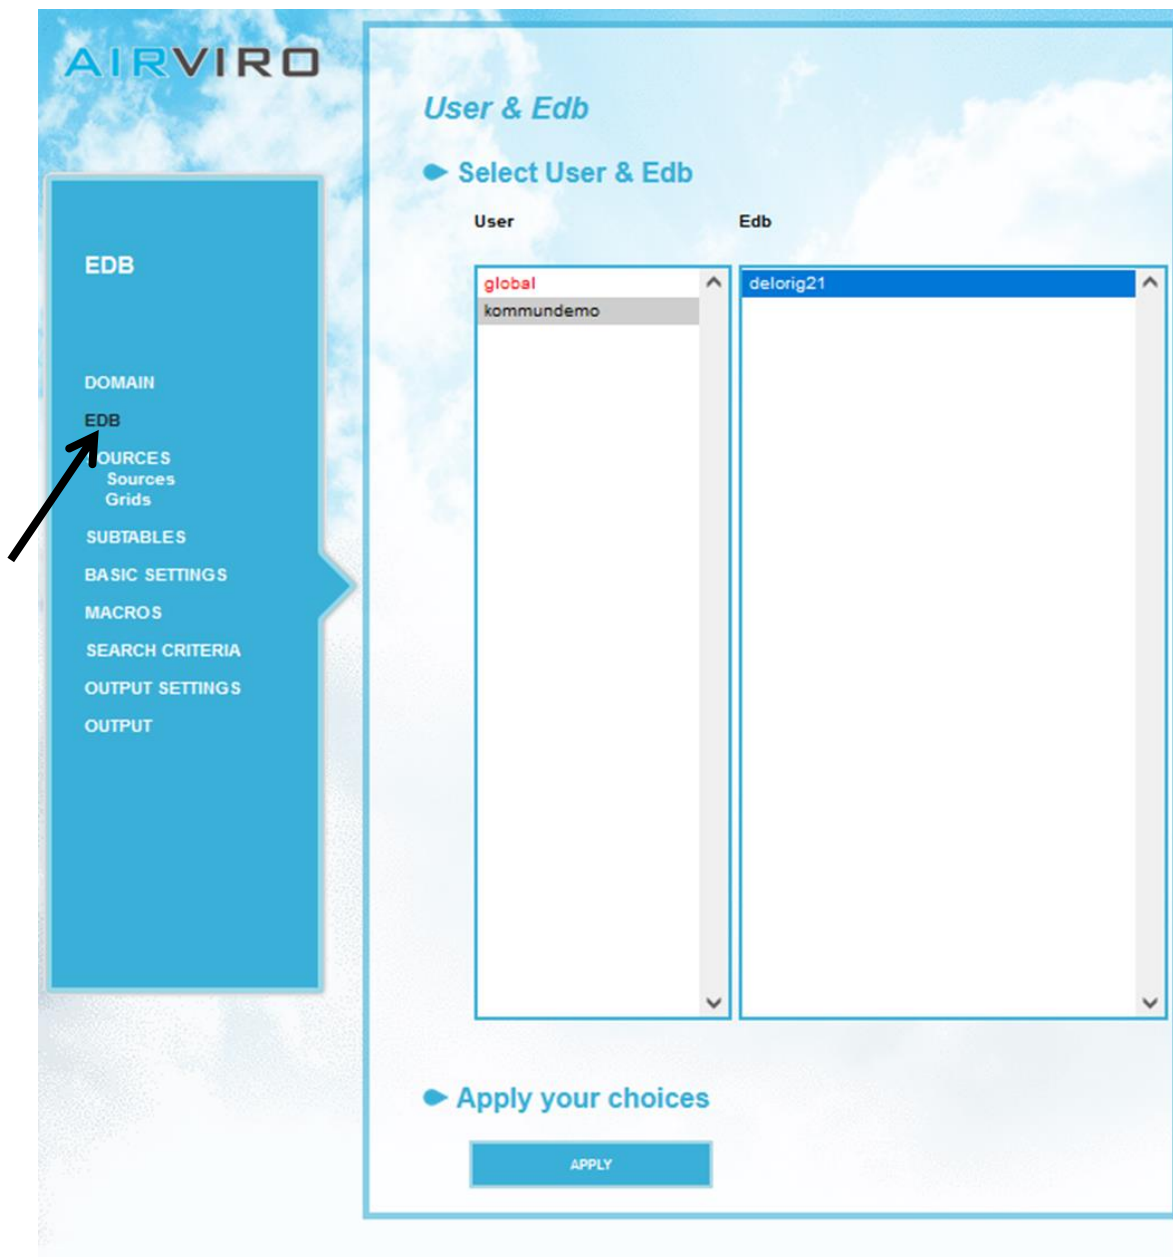 AIRVIRO
EDB
DOMAIN
EDB
SOURCES
Sources
Grids
SUBTABLES
BASIC SETTINGS
MACROS
SEARCH CRITERIA
OUTPUT SETTINGS
OUTPUT
User & Edb
Select User & Edb
User Edb
global delorig21
kommundemo
Apply your choices
APPLY